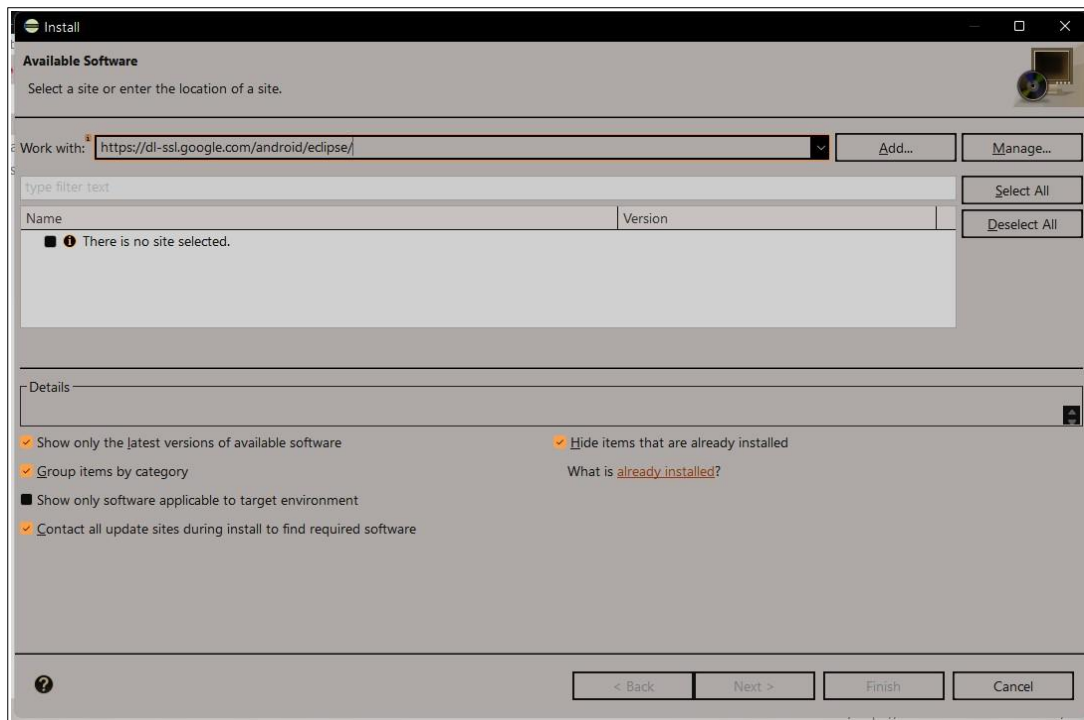 Install
Available Software
Select a site or enter the location of a site.
Work with: https://dl-ssl.google.com/android/eclipse/ Add... Manage...
type filter text Select All
Name Version Deselect All
There is no site selected.
Details
Show only the latest versions of available software Hide items that are already installed
Group items by category What is already installed?
Show only software applicable to target environment
Contact all update sites during install to find required software
< Back Next > Finish Cancel